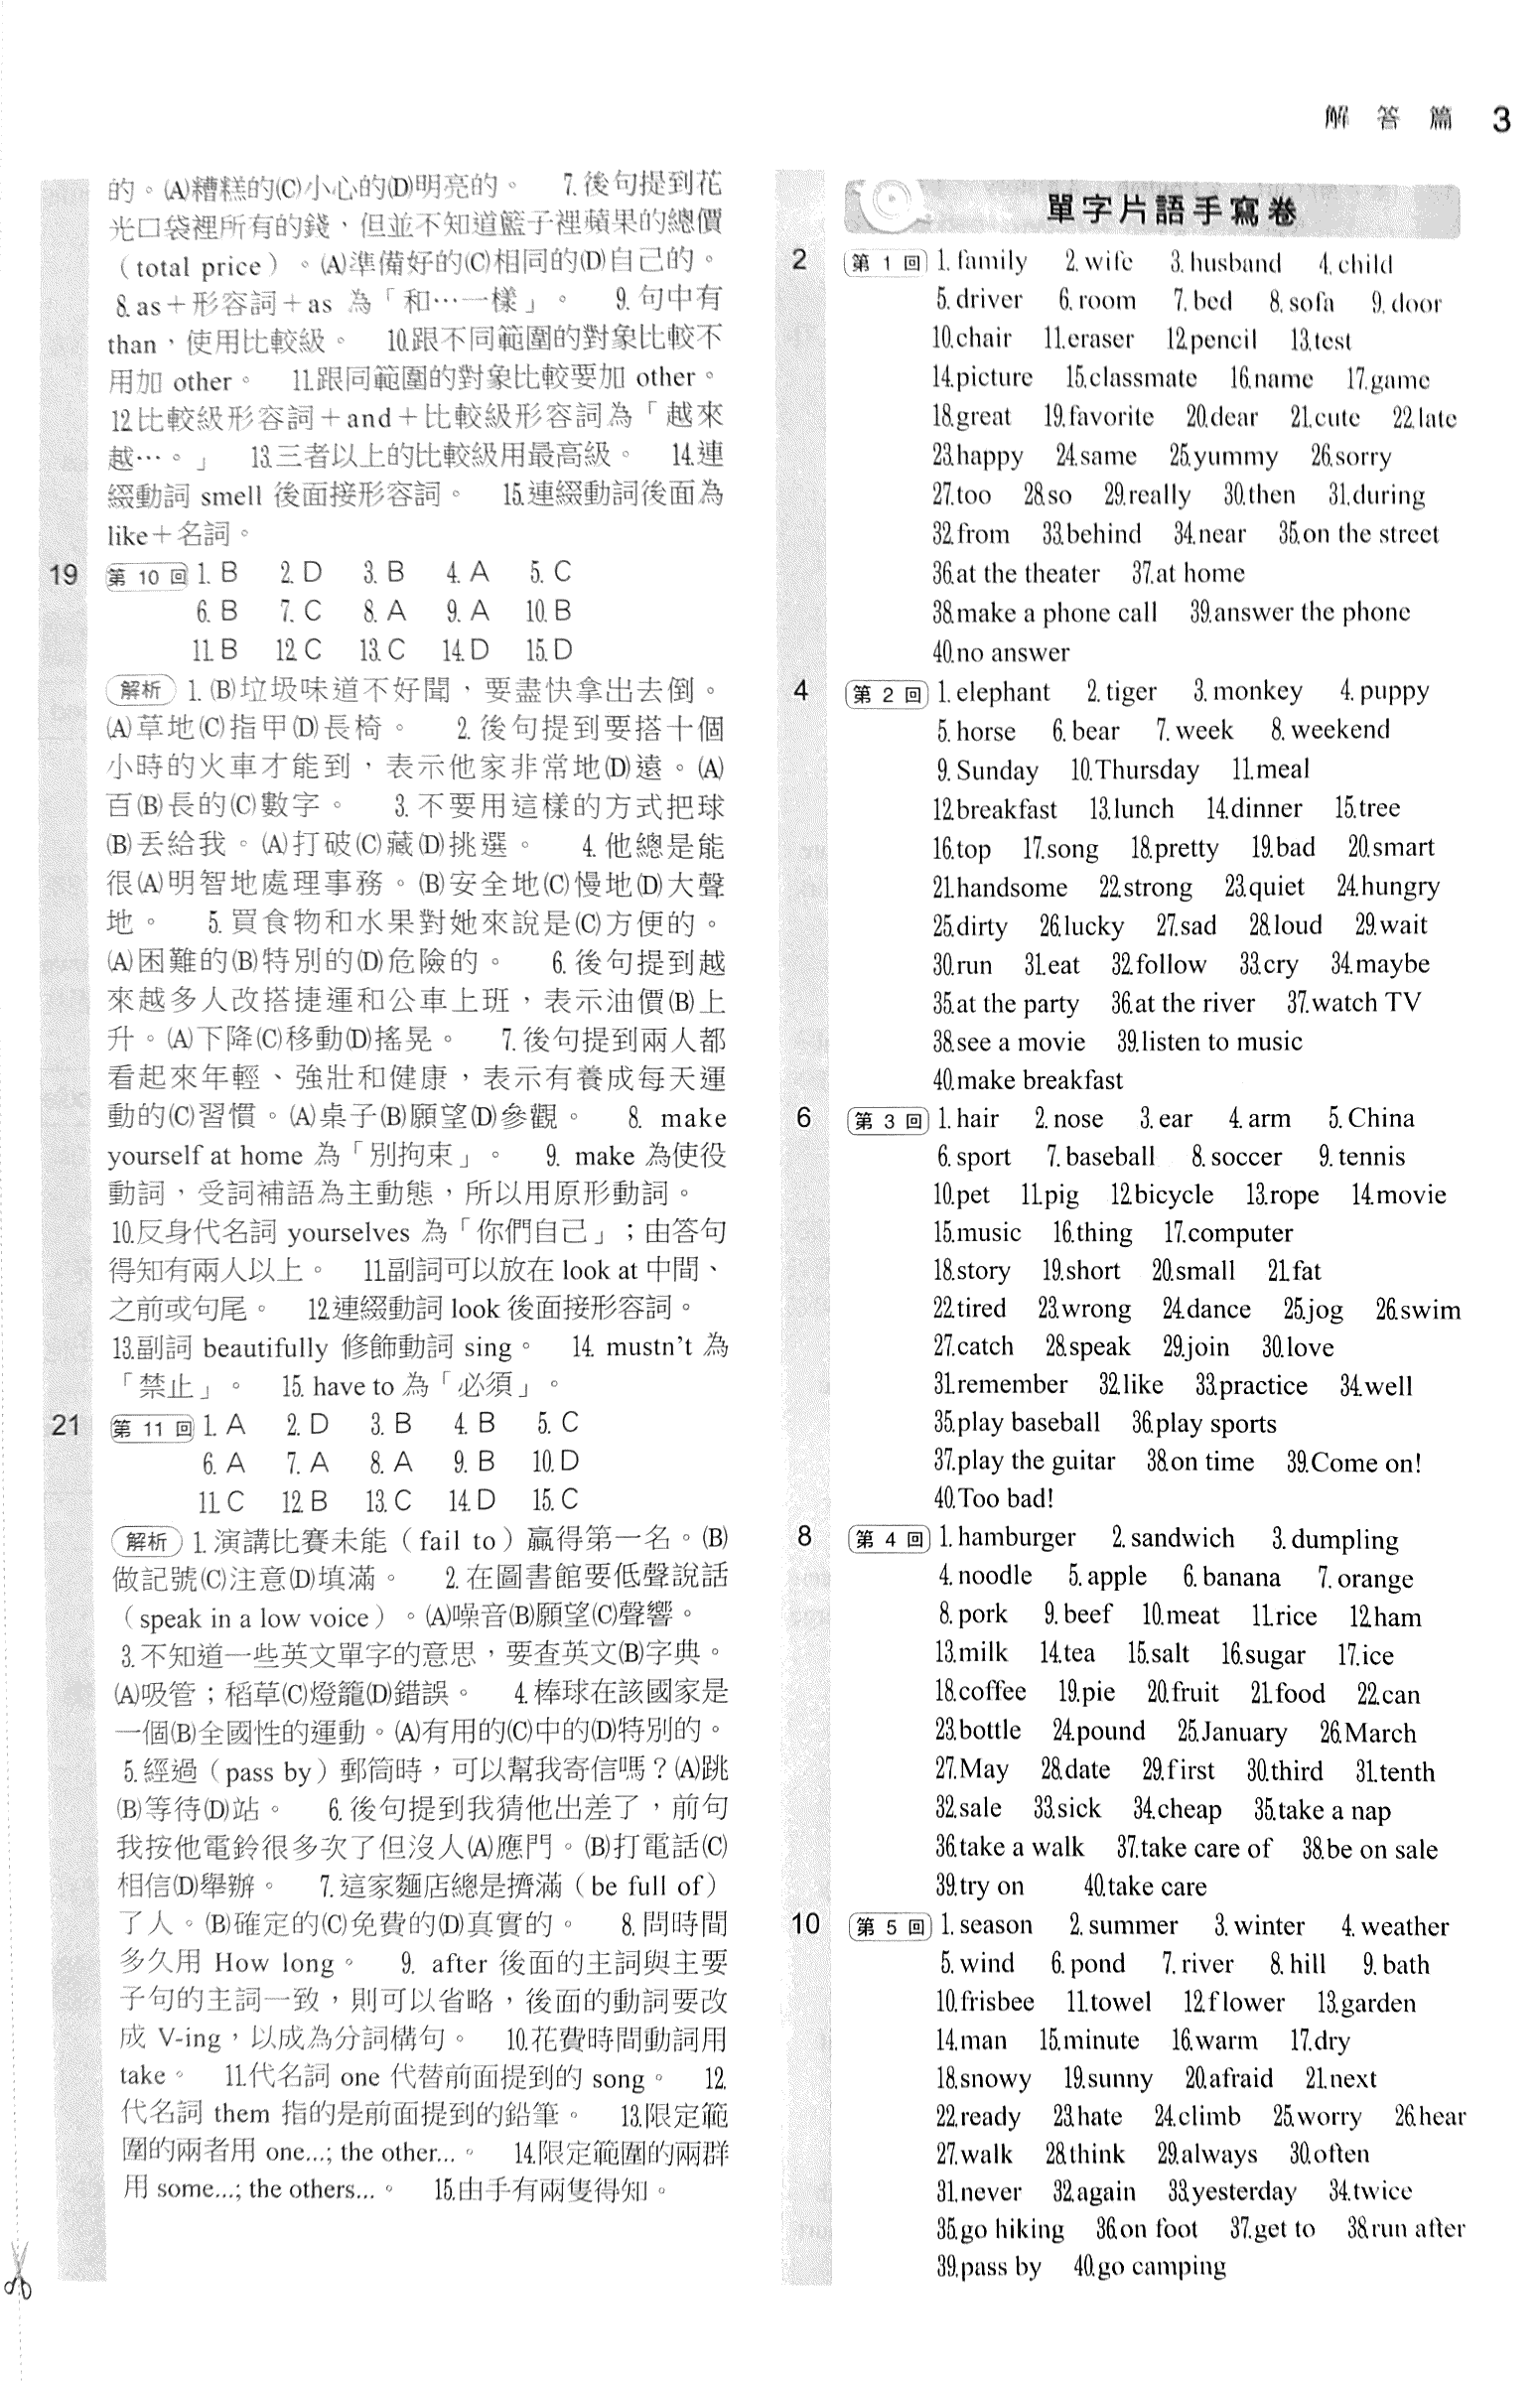 解答篇 3
的。(A)糟糕的(C)小心的(D)明亮的。 7.後句提到花
光口袋裡所有的錢，但並不知道籃子裡蘋果的總價
（total price）。(A)準備好的(C)相同的(D)自己的。
8. as＋形容詞＋as 為「和…一樣」。 9.句中有
than，使用比較級。 10.跟不同範圍的對象比較不
用加 other。 11.跟同範圍的對象比較要加 other。
12.比較級形容詞＋and＋比較級形容詞為「越來
越…。」 13.三者以上的比較級用最高級。 14.連
綴動詞 smell 後面接形容詞。 15.連綴動詞後面為
like＋名詞。
19 第 10 回 1. B 2. D 3. B 4. A 5. C
6. B 7. C 8. A 9. A 10. B
11. B 12. C 13. C 14. D 15. D
解析 1. (B)垃圾味道不好聞，要盡快拿出去倒。
(A)草地(C)指甲(D)長椅。 2. 後句提到要搭十個
小時的火車才能到，表示他家非常地(D)遠。(A)
百(B)長的(C)數字。 3. 不要用這樣的方式把球
(B)丟給我。(A)打破(C)藏(D)挑選。 4. 他總是能
很(A)明智地處理事務。(B)安全地(C)慢地(D)大聲
地。 5. 買食物和水果對她來說是(C)方便的。
(A)困難的(B)特別的(D)危險的。 6. 後句提到越
來越多人改搭捷運和公車上班，表示油價(B)上
升。(A)下降(C)移動(D)搖晃。 7. 後句提到兩人都
看起來年輕、強壯和健康，表示有養成每天運
動的(C)習慣。(A)桌子(B)願望(D)參觀。 8. make
yourself at home 為「別拘束」。 9. make 為使役
動詞，受詞補語為主動態，所以用原形動詞。
10.反身代名詞 yourselves 為「你們自己」；由答句
得知有兩人以上。 11.副詞可以放在 look at 中間、
之前或句尾。 12.連綴動詞 look 後面接形容詞。
13.副詞 beautifully 修飾動詞 sing。 14. mustn't 為
「禁止」。 15. have to 為「必須」。
21 第 11 回 1. A 2. D 3. B 4. B 5. C
6. A 7. A 8. A 9. B 10. D
11. C 12. B 13. C 14. D 15. C
解析 1. 演講比賽未能（fail to）贏得第一名。(B)
做記號(C)注意(D)填滿。 2. 在圖書館要低聲說話
（speak in a low voice）。(A)噪音(B)願望(C)聲響。
3. 不知道一些英文單字的意思，要查英文(B)字典。
(A)吸管；稻草(C)燈籠(D)錯誤。 4. 棒球在該國家是
一個(B)全國性的運動。(A)有用的(C)中的(D)特別的。
5. 經過（pass by）郵筒時，可以幫我寄信嗎？(A)跳
(B)等待(D)站。 6. 後句提到我猜他出差了，前句
我按他電鈴很多次了但沒人(A)應門。(B)打電話(C)
相信(D)舉辦。 7. 這家麵店總是擠滿（be full of）
了人。(B)確定的(C)免費的(D)真實的。 8. 問時間
多久用 How long。 9. after 後面的主詞與主要
子句的主詞一致，則可以省略，後面的動詞要改
成 V-ing，以成為分詞構句。 10.花費時間動詞用
take。 11.代名詞 one 代替前面提到的 song。 12.
代名詞 them 指的是前面提到的鉛筆。 13.限定範
圍的兩者用 one...; the other...。 14.限定範圍的兩群
用 some...; the others...。 15.由手有兩隻得知。
單字片語手寫卷
2 第 1 回 1. family 2. wife 3. husband 4. child
5. driver 6. room 7. bed 8. sofa 9. door
10. chair 11. eraser 12. pencil 13. test
14. picture 15. classmate 16. name 17. game
18. great 19. favorite 20. dear 21. cute 22. late
23. happy 24. same 25. yummy 26. sorry
27. too 28. so 29. really 30. then 31. during
32. from 33. behind 34. near 35. on the street
36. at the theater 37. at home
38. make a phone call 39. answer the phone
40. no answer
4 第 2 回 1. elephant 2. tiger 3. monkey 4. puppy
5. horse 6. bear 7. week 8. weekend
9. Sunday 10. Thursday 11. meal
12. breakfast 13. lunch 14. dinner 15. tree
16. top 17. song 18. pretty 19. bad 20. smart
21. handsome 22. strong 23. quiet 24. hungry
25. dirty 26. lucky 27. sad 28. loud 29. wait
30. run 31. eat 32. follow 33. cry 34. maybe
35. at the party 36. at the river 37. watch TV
38. see a movie 39. listen to music
40. make breakfast
6 第 3 回 1. hair 2. nose 3. ear 4. arm 5. China
6. sport 7. baseball 8. soccer 9. tennis
10. pet 11. pig 12. bicycle 13. rope 14. movie
15. music 16. thing 17. computer
18. story 19. short 20. small 21. fat
22. tired 23. wrong 24. dance 25. jog 26. swim
27. catch 28. speak 29. join 30. love
31. remember 32. like 33. practice 34. well
35. play baseball 36. play sports
37. play the guitar 38. on time 39. Come on!
40. Too bad!
8 第 4 回 1. hamburger 2. sandwich 3. dumpling
4. noodle 5. apple 6. banana 7. orange
8. pork 9. beef 10. meat 11. rice 12. ham
13. milk 14. tea 15. salt 16. sugar 17. ice
18. coffee 19. pie 20. fruit 21. food 22. can
23. bottle 24. pound 25. January 26. March
27. May 28. date 29. first 30. third 31. tenth
32. sale 33. sick 34. cheap 35. take a nap
36. take a walk 37. take care of 38. be on sale
39. try on 40. take care
10 第 5 回 1. season 2. summer 3. winter 4. weather
5. wind 6. pond 7. river 8. hill 9. bath
10. frisbee 11. towel 12. flower 13. garden
14. man 15. minute 16. warm 17. dry
18. snowy 19. sunny 20. afraid 21. next
22. ready 23. hate 24. climb 25. worry 26. hear
27. walk 28. think 29. always 30. often
31. never 32. again 33. yesterday 34. twice
35. go hiking 36. on foot 37. get to 38. run after
39. pass by 40. go camping